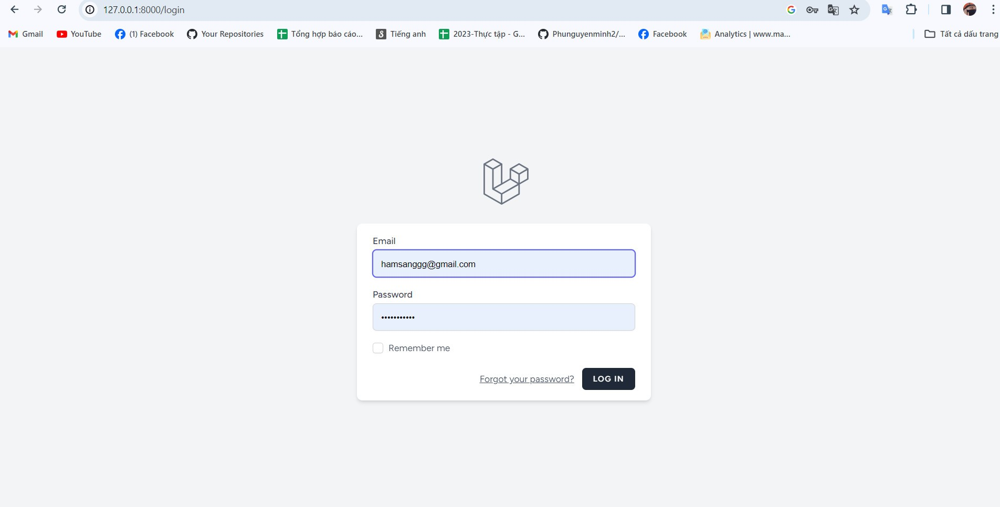 127.0.0.1:8000/login
Gmail YouTube (1) Facebook Your Repositories Tổng hợp báo cáo... Tiếng anh 2023-Thực tập - G... Phunguyenminh2/... Facebook Analytics | www.ma... Tất cả dấu trang
Email
hamsanggg@gmail.com
Password
•••••••••••
Remember me
Forgot your password? LOG IN